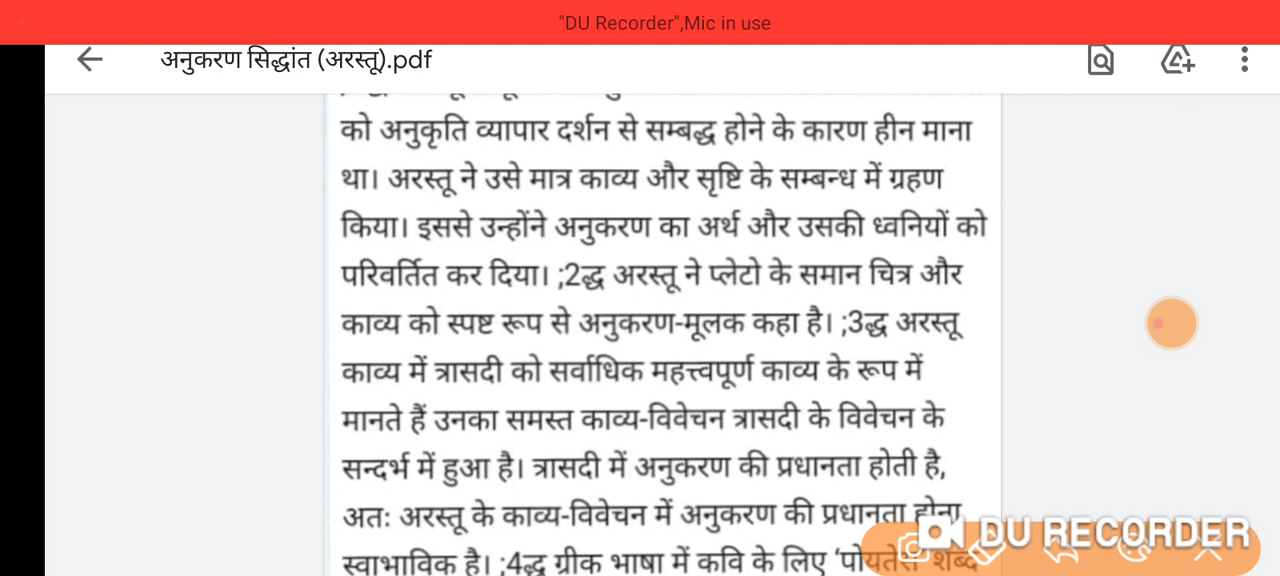 "DU Recorder",Mic in use
अनुकरण सिद्धांत (अरस्तू).pdf
को अनुकृति व्यापार दर्शन से सम्बद्ध होने के कारण हीन माना
था। अरस्तू ने उसे मात्र काव्य और सृष्टि के सम्बन्ध में ग्रहण
किया। इससे उन्होंने अनुकरण का अर्थ और उसकी ध्वनियों को
परिवर्तित कर दिया। ;2द्ध अरस्तू ने प्लेटो के समान चित्र और
काव्य को स्पष्ट रूप से अनुकरण-मूलक कहा है। ;3द्ध अरस्तू
काव्य में त्रासदी को सर्वाधिक महत्त्वपूर्ण काव्य के रूप में
मानते हैं उनका समस्त काव्य-विवेचन त्रासदी के विवेचन के
सन्दर्भ में हुआ है। त्रासदी में अनुकरण की प्रधानता होती है,
अतः अरस्तू के काव्य-विवेचन में अनुकरण की प्रधानता होना
स्वाभाविक है। ;4द्ध ग्रीक भाषा में कवि के लिए शब्द
DU RECORDER